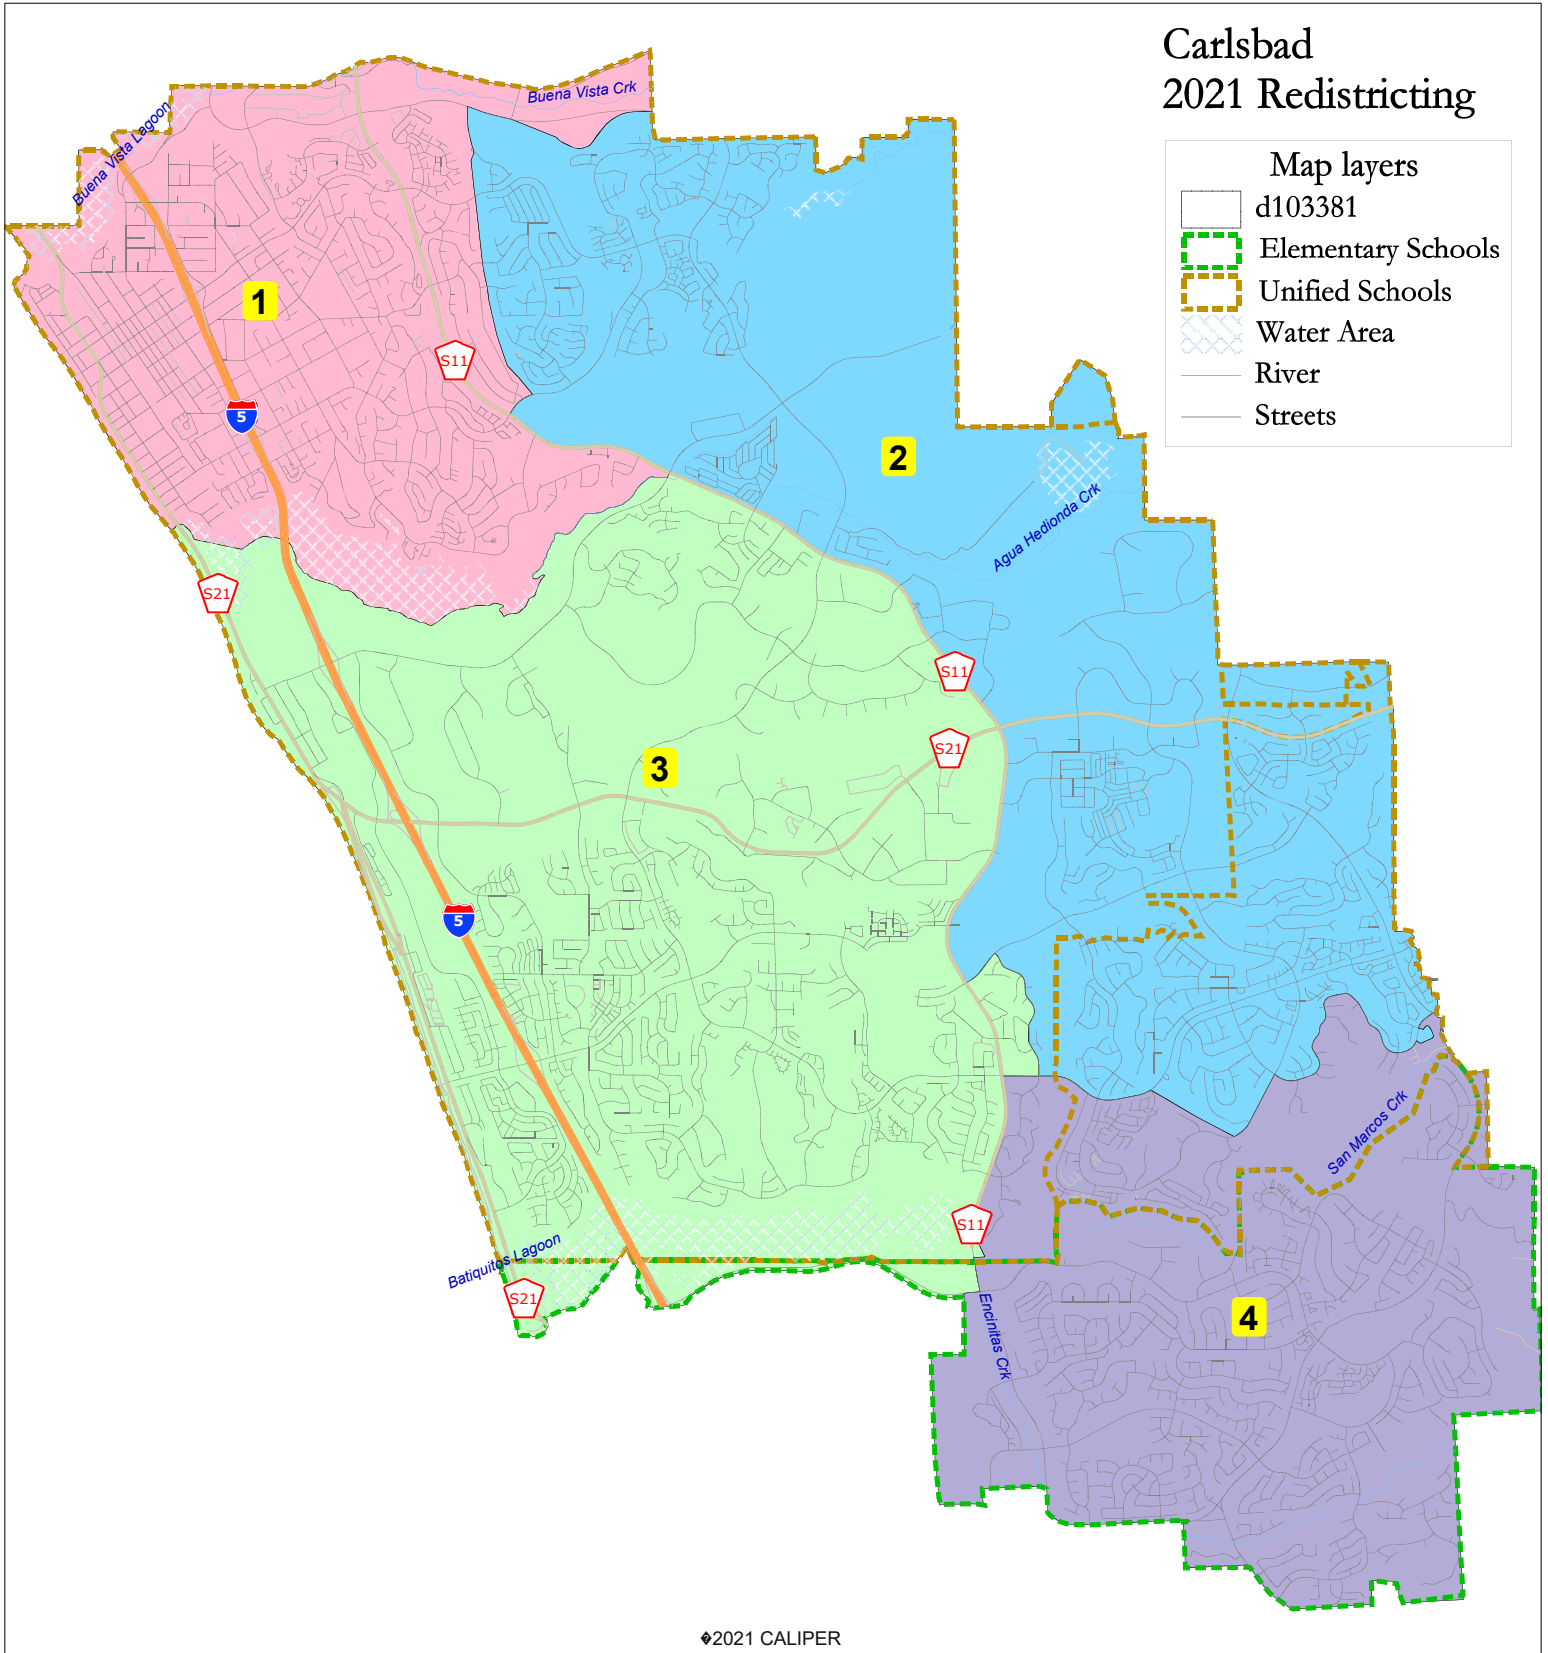 Carlsbad
2021 Redistricting
Map layers
d103381
Elementary Schools
Unified Schools
Water Area
River
Streets
Buena Vista Crk
Buena Vista Lagoon
1
S11
5
2
Agua Hedionda Crk
S21
S11
S21
3
5
San Marcos Crk
S11
Batiquitos Lagoon
S21
Encinitas Crk
4
�2021 CALIPER